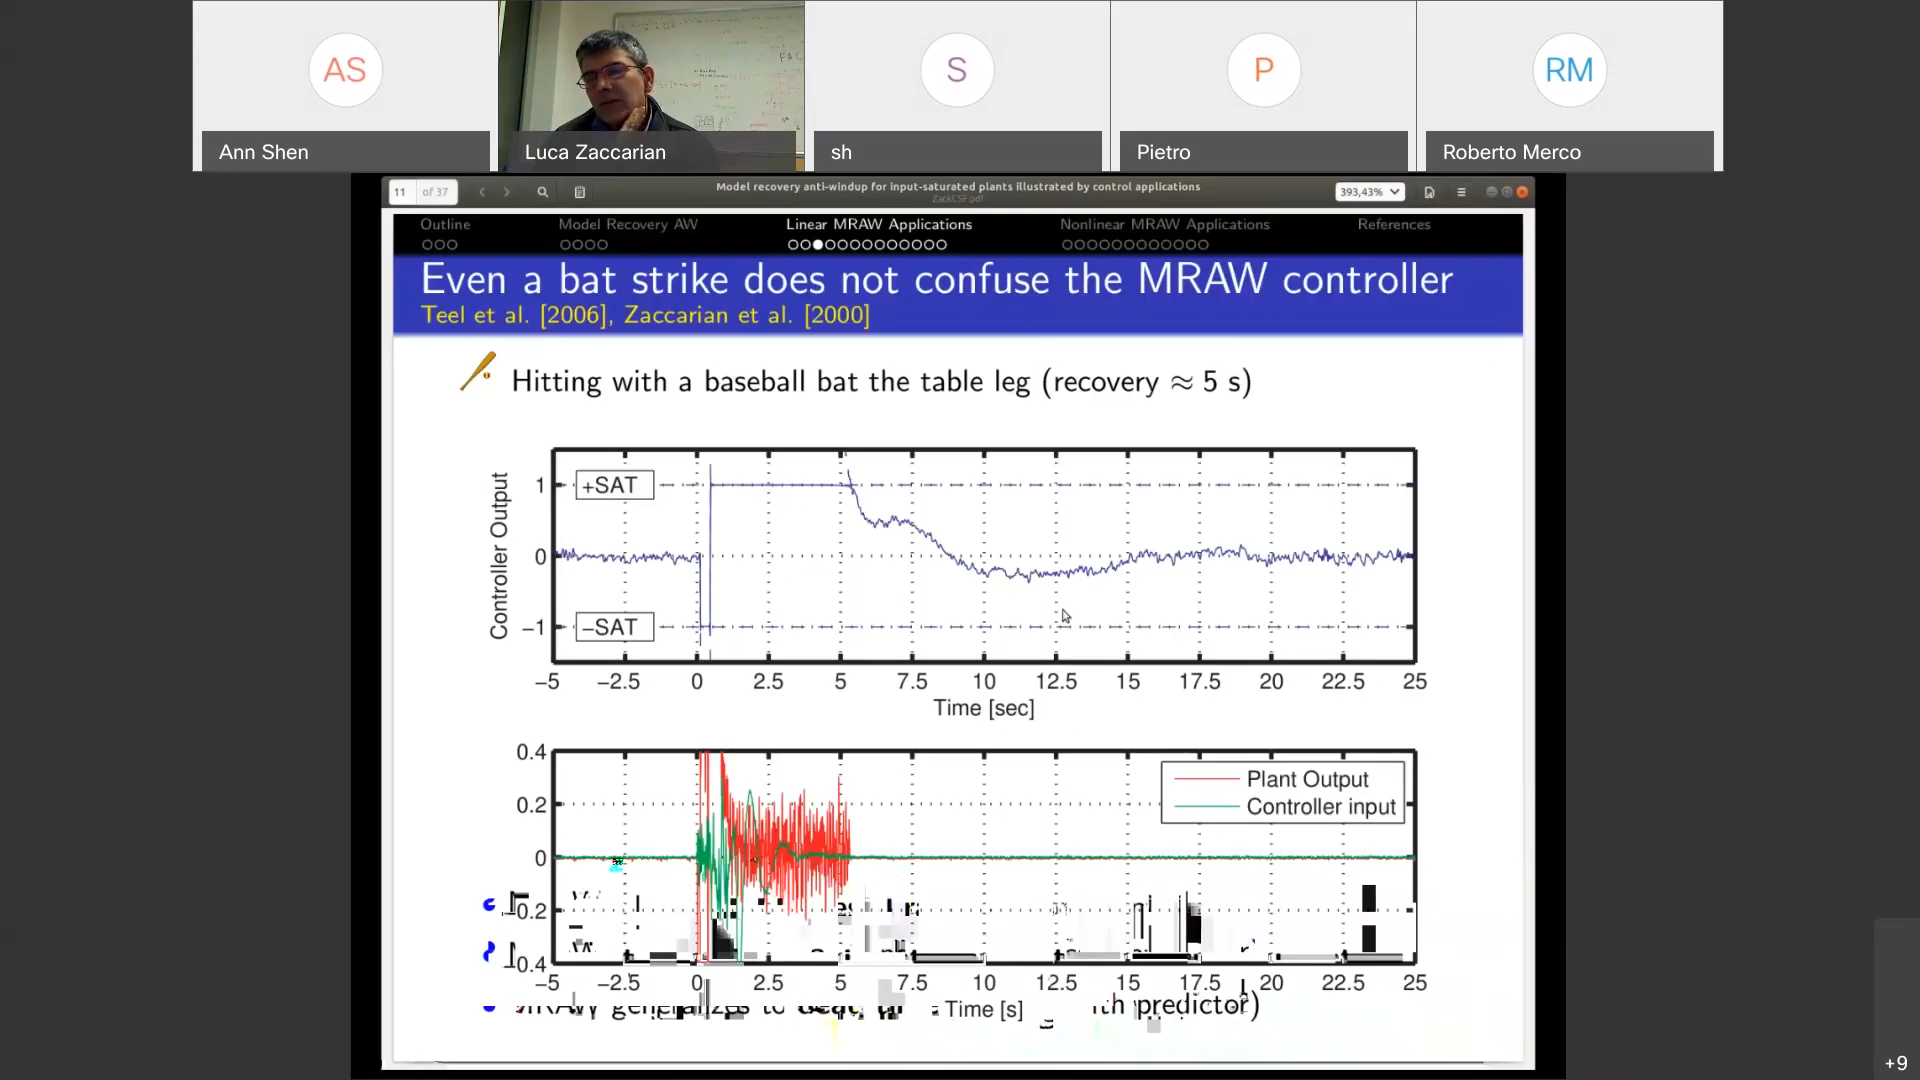 AS
S
P
RM
Ann Shen
Luca Zaccarian
sh
Pietro
Roberto Merco
11 of 37
Model recovery anti-windup for input-saturated plants illustrated by control applications
393,43%
ZackCSF.pdf
Outline
Model Recovery AW
Linear MRAW Applications
Nonlinear MRAW Applications
References
Even a bat strike does not confuse the MRAW controller
Teel et al. [2006], Zaccarian et al. [2000]
Hitting with a baseball bat the table leg (recovery ≈ 5 s)
Controller Output
1
+SAT
0
−1
−SAT
−5 −2.5 0 2.5 5 7.5 10 12.5 15 17.5 20 22.5 25
Time [sec]
0.4
Plant Output
0.2
Controller input
0
−0.2
0.4
−5 −2.5 0 2.5 5 7.5 10 12.5 15 17.5 20 22.5 25
generalizes to
Time [s]
predictor)
+9